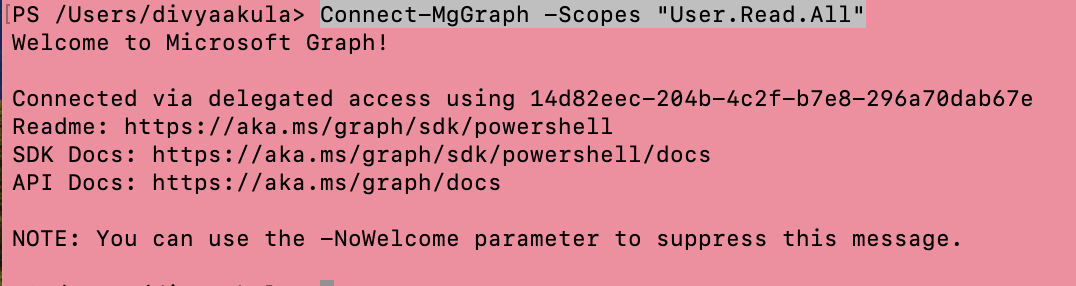 [PS /Users/divyaakula> Connect-MgGraph -Scopes "User.Read.All"
Welcome to Microsoft Graph!
Connected via delegated access using 14d82eec-204b-4c2f-b7e8-296a70dab67e
Readme: https://aka.ms/graph/sdk/powershell
SDK Docs: https://aka.ms/graph/sdk/powershell/docs
API Docs: https://aka.ms/graph/docs
NOTE: You can use the -NoWelcome parameter to suppress this message.